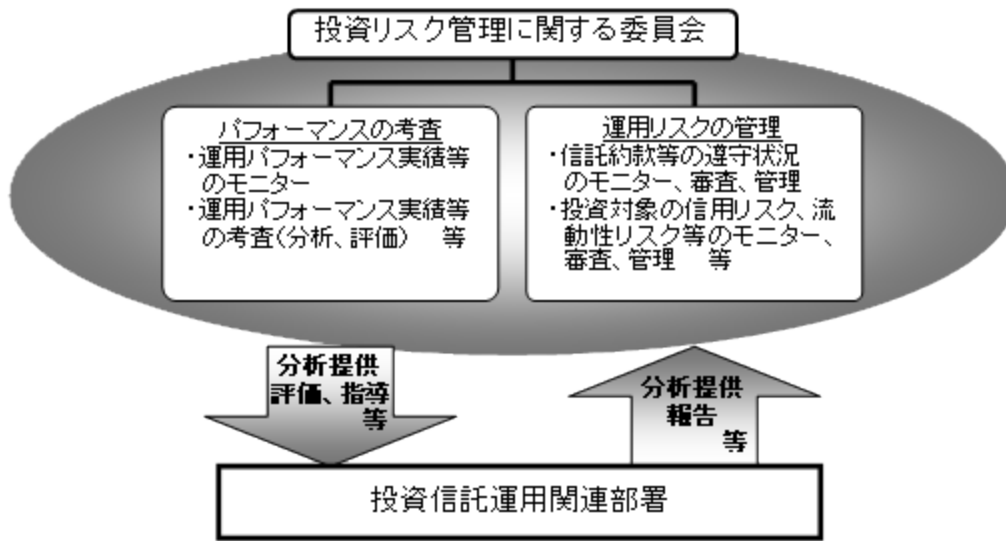 投資リスク管理に関する委員会
パフォーマンスの考査
・運用パフォーマンス実績等
のモニター
・運用パフォーマンス実績等
の考査(分析、評価) 等
運用リスクの管理
・信託約款等の遵守状況
のモニター、審査、管理
・投資対象の信用リスク、流
動性リスク等のモニター、
審査、管理 等
分析提供
評価、指導
等
分析提供
報告
等
投資信託運用関連部署